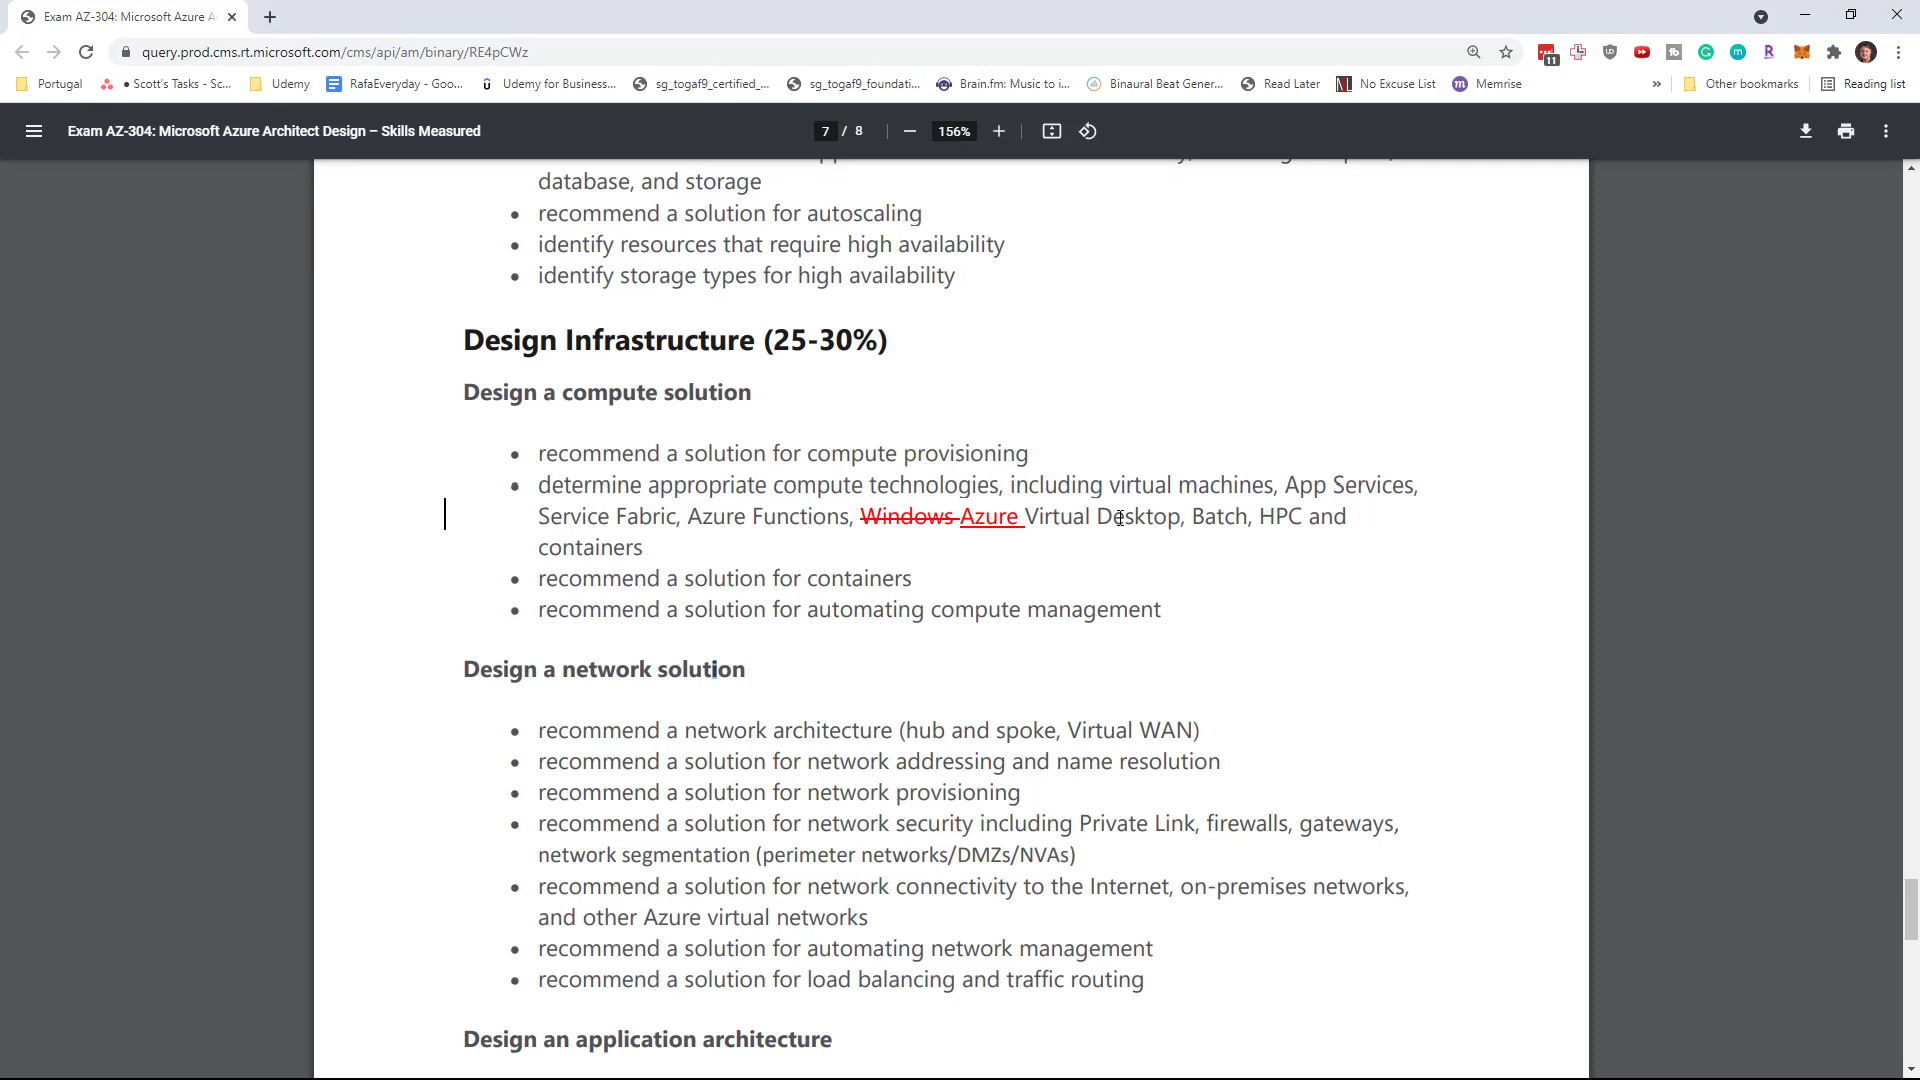 Exam AZ-304: Microsoft Azure A
query.prod.cms.rt.microsoft.com/cms/api/am/binary/RE4pCWz
11
Portugal
• Scott's Tasks - Sc...
Udemy
RafaEveryday - Goo...
Udemy for Business...
sg_togaf9_certified_...
sg_togaf9_foundati...
Brain.fm: Music to i...
Binaural Beat Gener...
Read Later
No Excuse List
Memrise
»
Other bookmarks
Reading list
Exam AZ-304: Microsoft Azure Architect Design – Skills Measured
7 / 8
156%
database, and storage
• recommend a solution for autoscaling
• identify resources that require high availability
• identify storage types for high availability
Design Infrastructure (25-30%)
Design a compute solution
• recommend a solution for compute provisioning
• determine appropriate compute technologies, including virtual machines, App Services,
Service Fabric, Azure Functions, Windows Azure Virtual Desktop, Batch, HPC and
containers
• recommend a solution for containers
• recommend a solution for automating compute management
Design a network solution
• recommend a network architecture (hub and spoke, Virtual WAN)
• recommend a solution for network addressing and name resolution
• recommend a solution for network provisioning
• recommend a solution for network security including Private Link, firewalls, gateways,
network segmentation (perimeter networks/DMZs/NVAs)
• recommend a solution for network connectivity to the Internet, on-premises networks,
and other Azure virtual networks
• recommend a solution for automating network management
• recommend a solution for load balancing and traffic routing
Design an application architecture